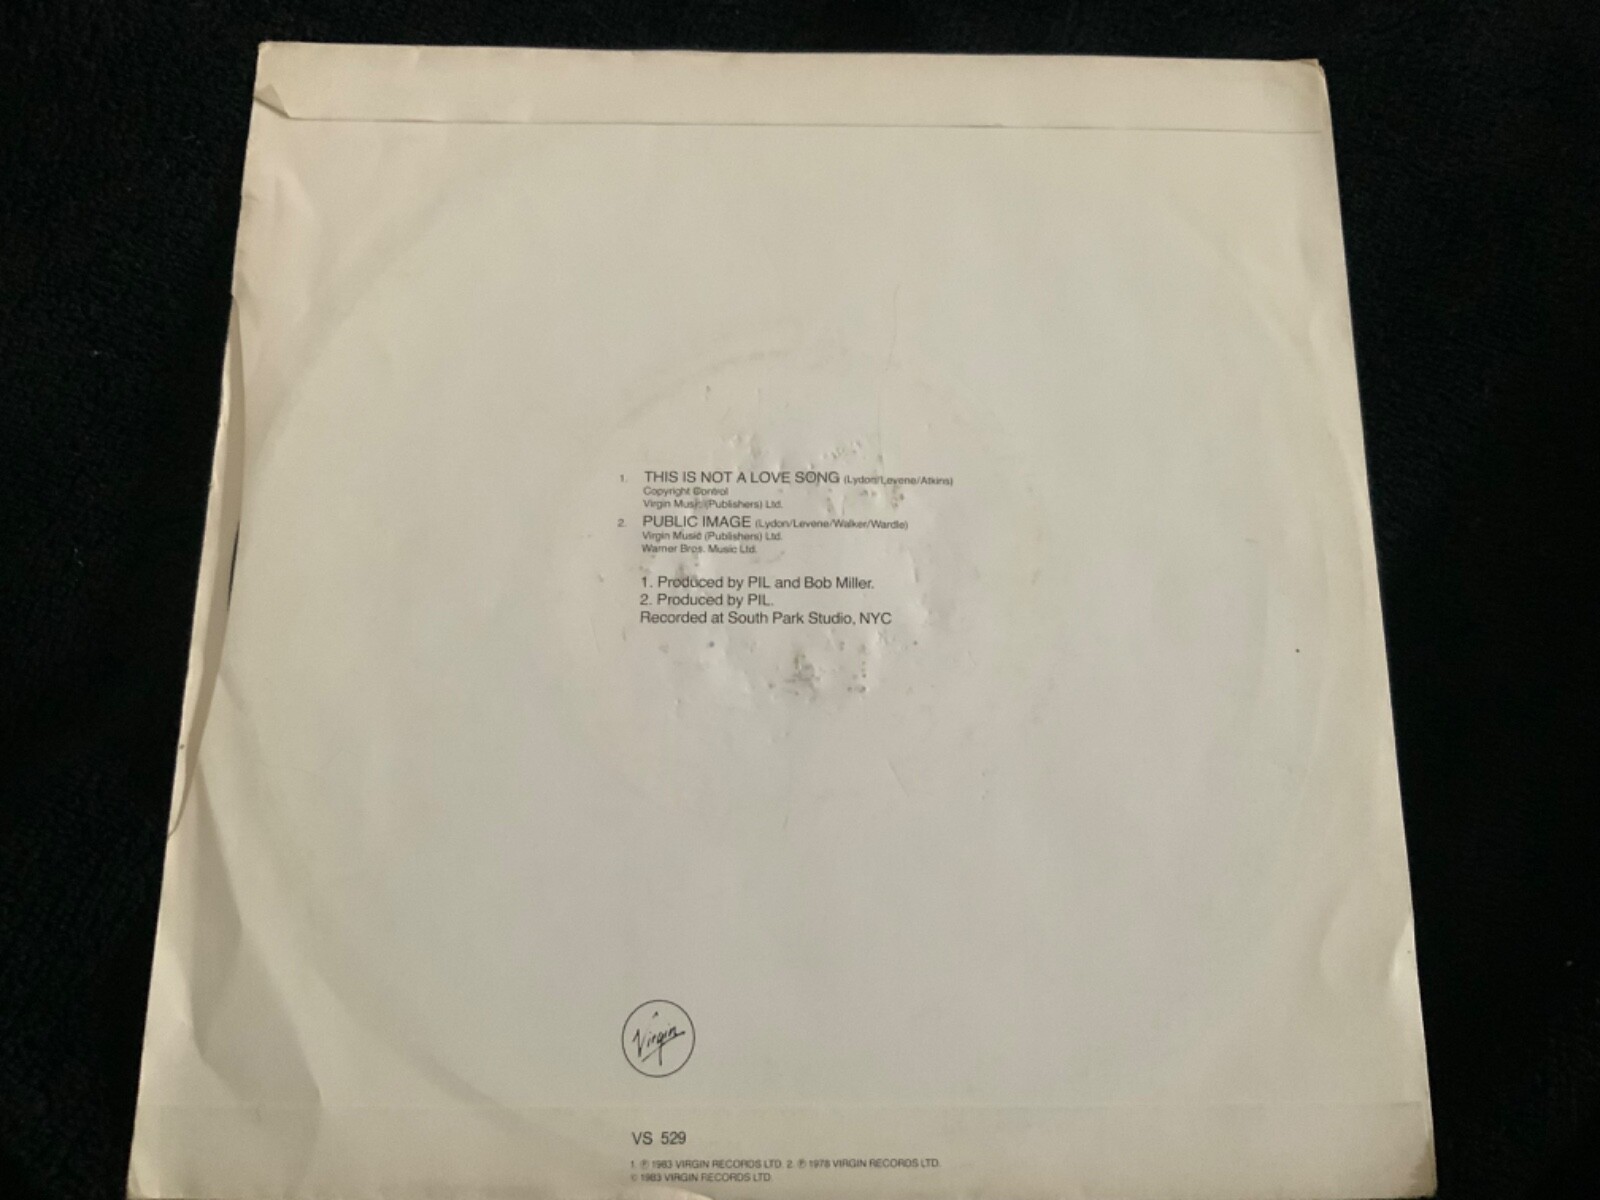 1. THIS IS NOT A LOVE SONG (Lydon/Levene/Atkins)
Copyright Control
Virgin Music (Publishers) Ltd.
2. PUBLIC IMAGE (Lydon/Levene/Walker/Wardle)
Virgin Music (Publishers) Ltd.
Warner Bros. Music Ltd.
1. Produced by PIL and Bob Miller.
2. Produced by PIL.
Recorded at South Park Studio, NYC
Virgin
VS 529
1. ℗ 1983 VIRGIN RECORDS LTD. 2. ℗ 1978 VIRGIN RECORDS LTD.
© 1983 VIRGIN RECORDS LTD.